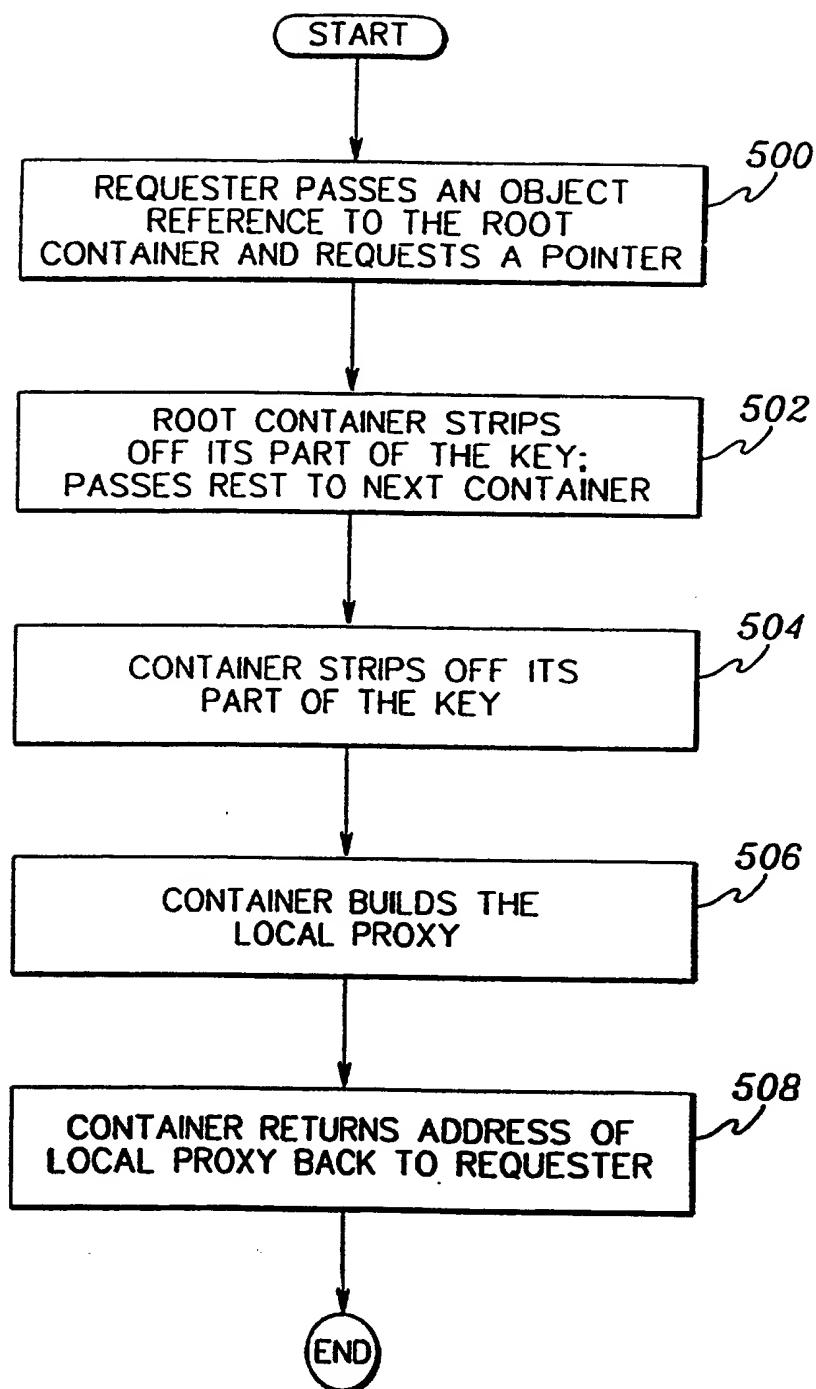 START
500
REQUESTER PASSES AN OBJECT
REFERENCE TO THE ROOT
CONTAINER AND REQUESTS A POINTER
502
ROOT CONTAINER STRIPS
OFF ITS PART OF THE KEY;
PASSES REST TO NEXT CONTAINER
504
CONTAINER STRIPS OFF ITS
PART OF THE KEY
506
CONTAINER BUILDS THE
LOCAL PROXY
508
CONTAINER RETURNS ADDRESS OF
LOCAL PROXY BACK TO REQUESTER
END